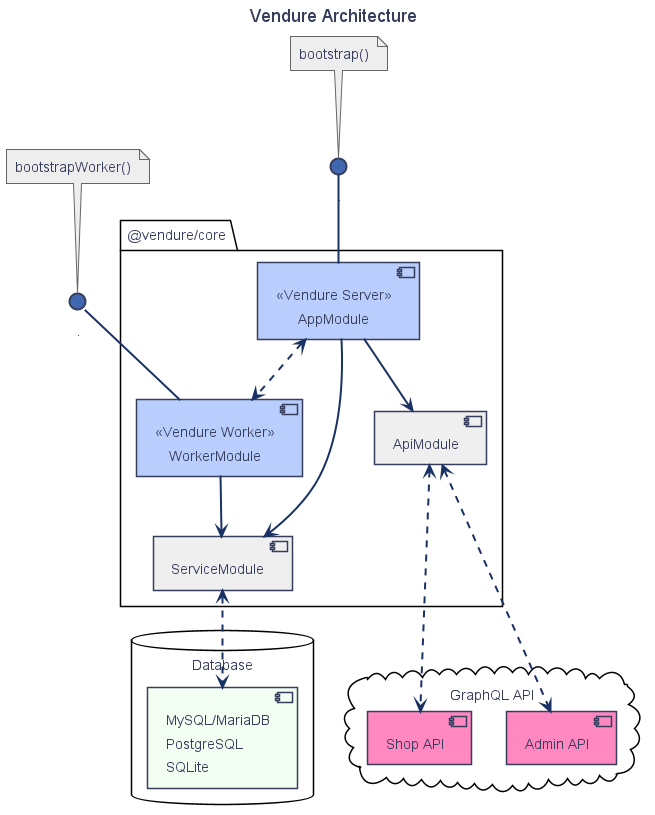 Vendure Architecture
bootstrap()
bootstrapWorker()
@vendure/core
«Vendure Server»
AppModule
«Vendure Worker»
WorkerModule
ApiModule
ServiceModule
Database
MySQL/MariaDB
PostgreSQL
SQLite
GraphQL API
Shop API
Admin API